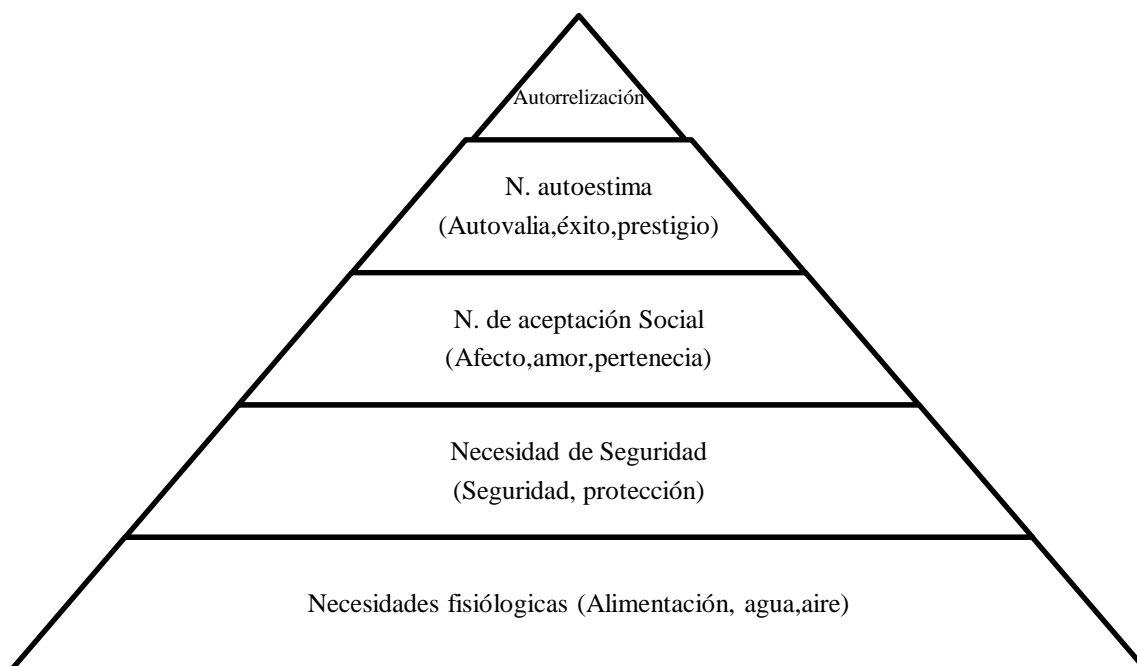 Autorrelización
N. autoestima
(Autovalia,éxito,prestigio)
N. de aceptación Social
(Afecto,amor,pertenecia)
Necesidad de Seguridad
(Seguridad, protección)
Necesidades fisiólogicas (Alimentación, agua,aire)